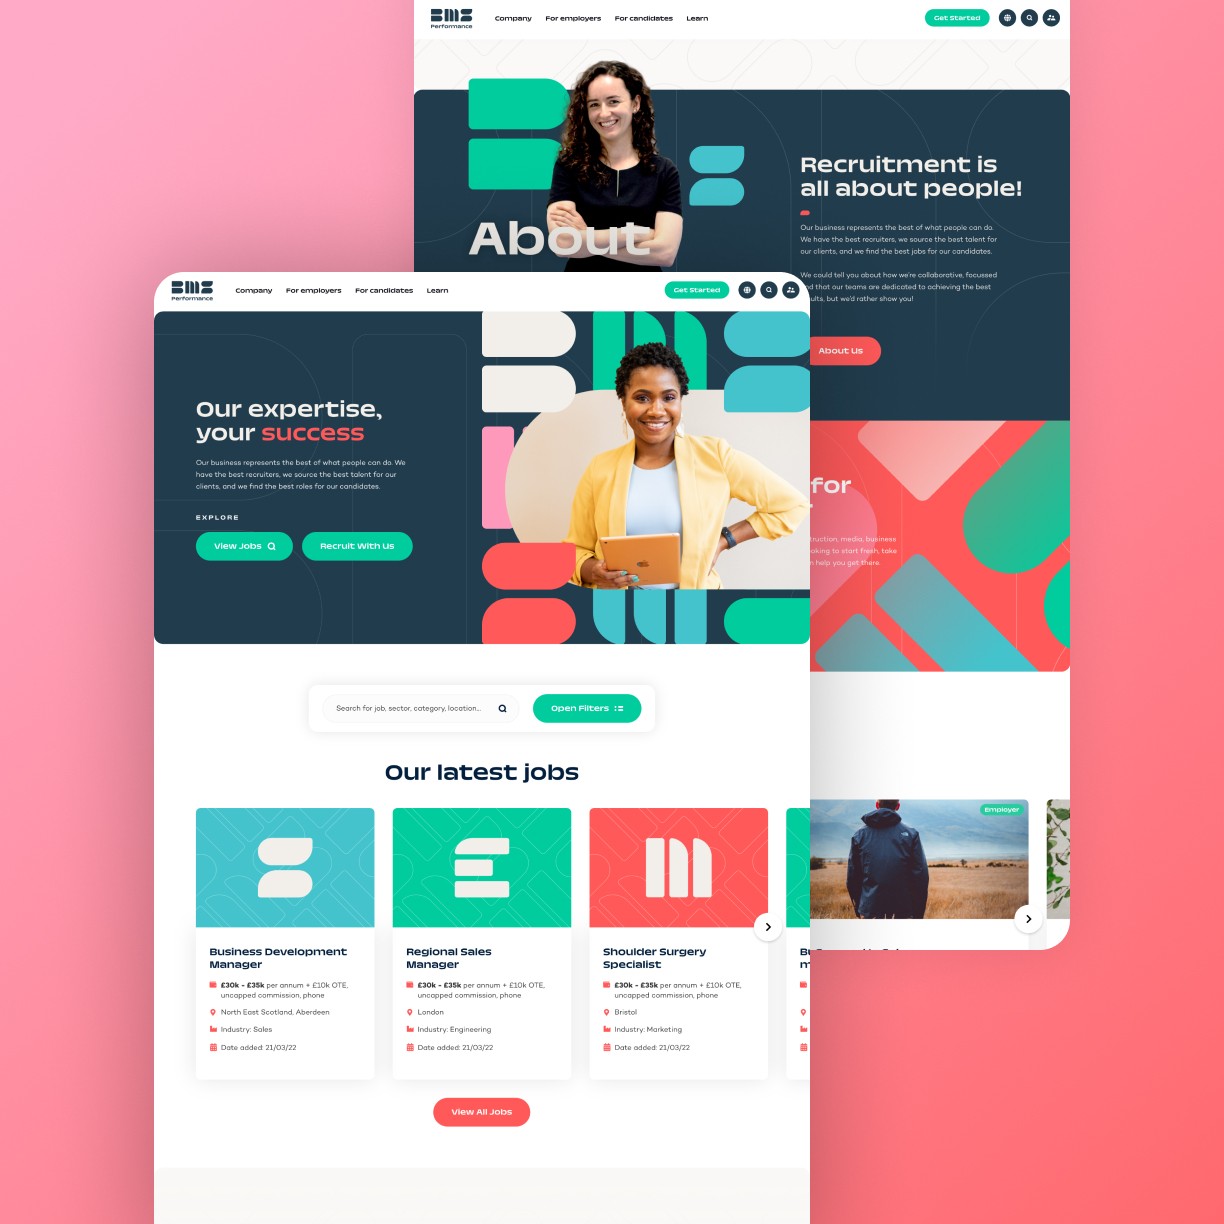 BMS
Performance
Company
For employers
For candidates
Learn
Get Started
About
Recruitment is
all about people!
Our business represents the best of what people can do.
We have the best recruiters, we source the best talent for
our clients, and we find the best jobs for our candidates.
We could tell you about how we're collaborative, focussed
and that our teams are dedicated to achieving the best
but we'd rather show you!
About Us
for
media, business
to start fresh, take
help you get there.
Employer
BMS
Performance
Company
For employers
For candidates
Learn
Get Started
Our expertise,
your success
Our business represents the best of what people can do. We
have the best recruiters, we source the best talent for our
clients, and we find the best roles for our candidates.
EXPLORE
View Jobs
Recruit With Us
Search for job, sector, category, location...
Open Filters
Our latest jobs
Business Development
Manager
£30k - £35k per annum + £10k OTE,
uncapped commission, phone
North East Scotland, Aberdeen
Industry: Sales
Date added: 21/03/22
Regional Sales
Manager
£30k - £35k per annum + £10k OTE,
uncapped commission, phone
London
Industry: Engineering
Date added: 21/03/22
Shoulder Surgery
Specialist
£30k - £35k per annum + £10k OTE,
uncapped commission, phone
Bristol
Industry: Marketing
Date added: 21/03/22
View All Jobs